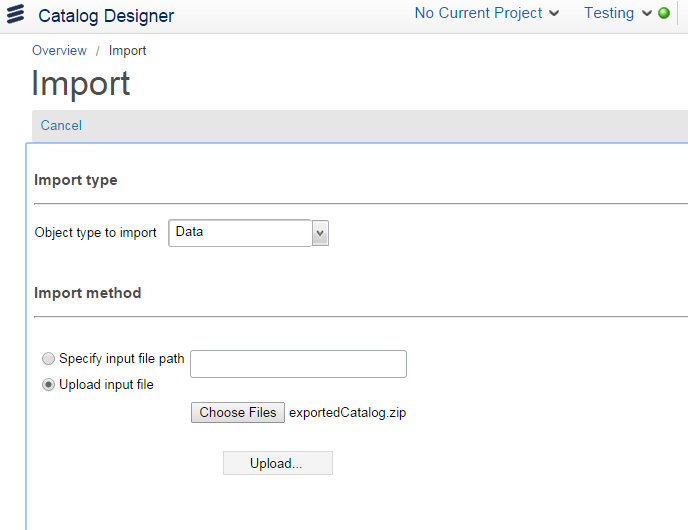 Catalog Designer No Current Project Testing
Overview / Import
Import
Cancel
Import type
Object type to import Data
Import method
Specify input file path
Upload input file
Choose Files exportedCatalog.zip
Upload...